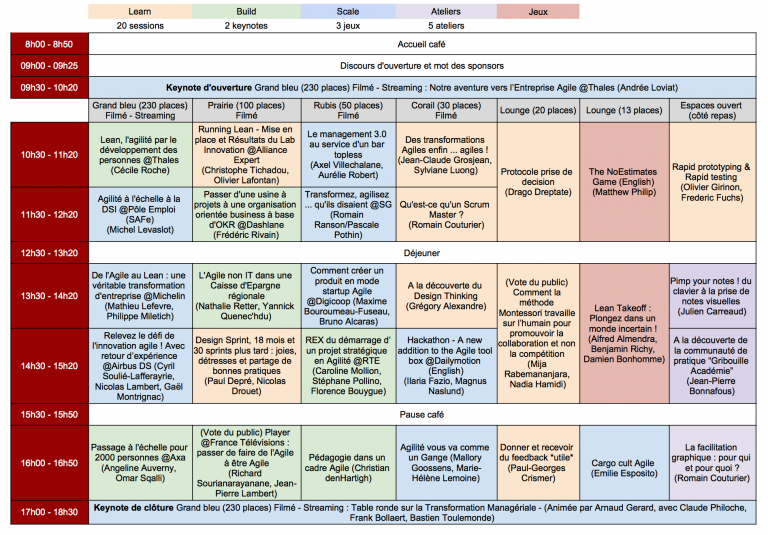 Learn Build Scale Ateliers Jeux
20 sessions 2 keynotes 3 jeux 5 ateliers
8h00 - 8h50
Accueil café
09h00 - 09h25
Discours d'ouverture et mot des sponsors
09h30 - 10h20
Keynote d'ouverture Grand bleu (230 places) Filmé - Streaming : Notre aventure vers l'Entreprise Agile @Thales (Andrée Loviat)
Grand bleu (230 places)
Filmé - Streaming
Prairie (100 places)
Filmé
Rubis (50 places)
Filmé
Corail (30 places)
Filmé
Lounge (20 places)
Lounge (13 places)
Espaces ouvert
(côté repas)
10h30 - 11h20
Lean, l'agilité par le
développement des
personnes @Thales
(Cécile Roche)
Running Lean - Mise en
place et Résultats du Lab
Innovation @Alliance
Expert
(Christophe Tichadou,
Olivier Lafontan)
Le management 3.0
au service d'un bar
topless
(Axel Villechalane,
Aurélie Robert)
Des transformations
Agiles enfin ... agiles !
(Jean-Claude Grosjean,
Sylviane Luong)
Protocole prise de
decision
(Drago Dreptate)
The NoEstimates
Game (English)
(Matthew Philip)
Rapid prototyping &
Rapid testing
(Olivier Girinon,
Frederic Fuchs)
11h30 - 12h20
Agilité à l'échelle à la
DSI @Pôle Emploi
(SAFe)
(Michel Levaslot)
Passer d'une usine à
projets à une organisation
orientée business à base
d'OKR @Dashlane
(Frédéric Rivain)
Transformez, agilisez
... qu'ils disaient @SG
(Romain
Ranson/Pascale
Pothin)
Qu'est-ce qu'un Scrum
Master ?
(Romain Couturier)
12h30 - 13h20
Déjeuner
13h30 - 14h20
De l'Agile au Lean : une
véritable transformation
d'entreprise @Michelin
(Mathieu Lefevre,
Philippe Miletich)
L'Agile non IT dans une
Caisse d'Epargne
régionale
(Nathalie Retter, Yannick
Quenec'hdu)
Comment créer un
produit en mode
startup Agile
@Digicoop (Maxime
Bouroumeau-Fuseau,
Bruno Alcaras)
A la découverte du
Design Thinking
(Grégory Alexandre)
(Vote du public)
Comment la
méthode
Montessori travaille
sur l'humain pour
promouvoir la
collaboration et non
la compétition
(Mija
Rabemananjara,
Nadia Hamidi)
Lean Takeoff :
Plongez dans un
monde incertain !
(Alfred Almendra,
Benjamin Richy,
Damien Bonhomme)
Pimp your notes ! du
clavier à la prise de
notes visuelles
(Julien Carreaud)
14h30 - 15h20
Relevez le défi de
l'innovation agile ! Avec
retour d'expérience
@Airbus DS (Cyril
Soulié-Lafferayrie,
Nicolas Lambert, Gaël
Montrignac)
Design Sprint, 18 mois et
30 sprints plus tard : joies,
détresses et partage de
bonnes pratiques
(Paul Depré, Nicolas
Drouet)
REX du démarrage d'
un projet stratégique
en Agilité @RTE
(Caroline Mollion,
Stéphane Pollino,
Florence Bouygue)
Hackathon - A new
addition to the Agile tool
box @Dailymotion
(English)
(Ilaria Fazio, Magnus
Naslund)
A la découverte de la
communauté de
pratique "Gribouille
Académie"
(Jean-Pierre
Bonnafous)
15h30 - 15h50
Pause café
16h00 - 16h50
Passage à l'échelle pour
2000 personnes @Axa
(Angeline Auverny,
Omar Sqalli)
(Vote du public) Player
@France Télévisions :
passer de faire de l'Agile
à être Agile
(Richard
Sourianarayanane, Jean-
Pierre Lambert)
Pédagogie dans un
cadre Agile (Christian
denHartigh)
Agilité vous va comme
un Gange (Mallory
Goossens, Marie-
Hélène Lemoine)
Donner et recevoir
du feedback *utile*
(Paul-Georges
Crismer)
Cargo cult Agile
(Emilie Esposito)
La facilitation
graphique : pour qui
et pour quoi ?
(Romain Couturier)
17h00 - 18h30
Keynote de clôture Grand bleu (230 places) Filmé - Streaming : Table ronde sur la Transformation Managériale - (Animée par Arnaud Gerard, avec Claude Philoche,
Frank Bollaert, Bastien Toulemonde)